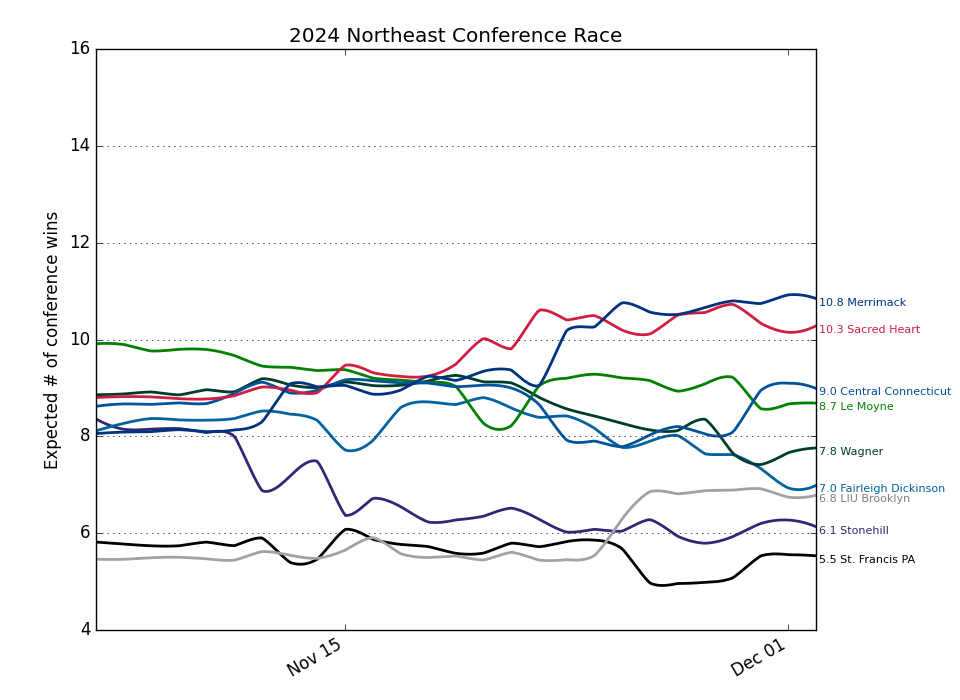 2024 Northeast Conference Race
Expected # of conference wins
16
14
12
10
8
6
4
Nov 15
Dec 01
10.8 Merrimack
10.3 Sacred Heart
9.0 Central Connecticut
8.7 Le Moyne
7.8 Wagner
7.0 Fairleigh Dickinson
6.8 LIU Brooklyn
6.1 Stonehill
5.5 St. Francis PA